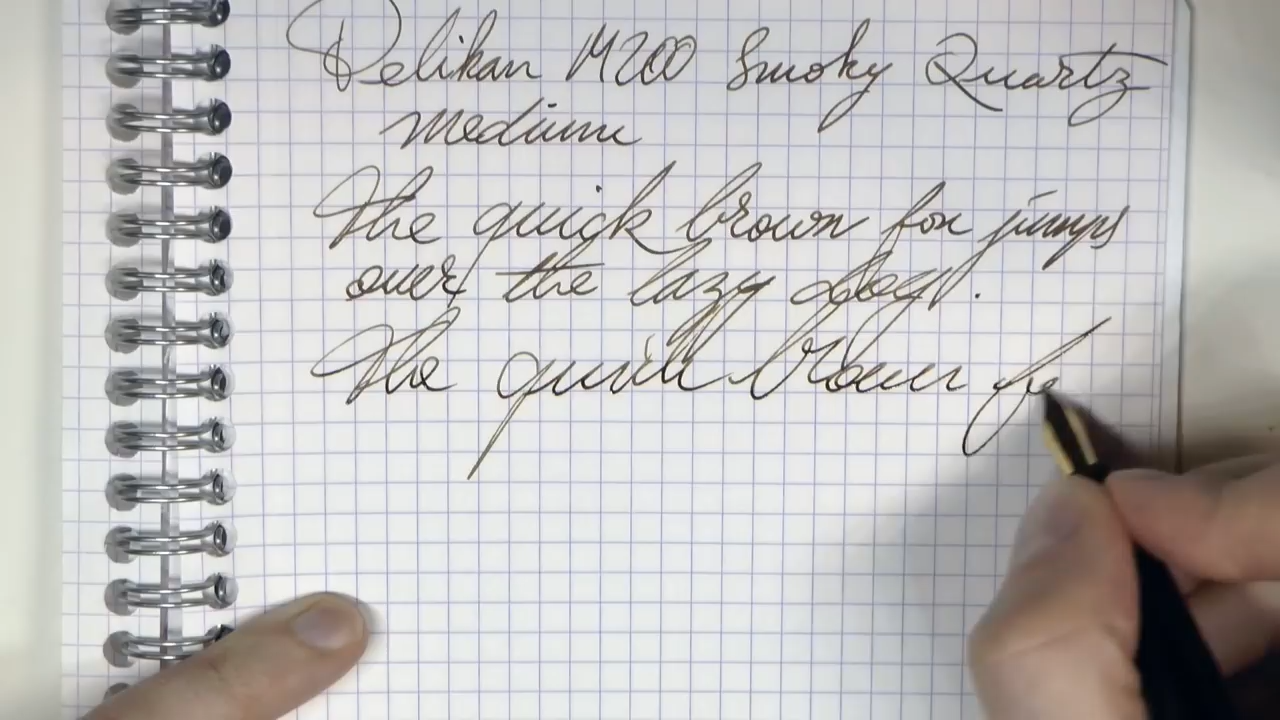 Pelikan M200 Smoky Quartz
medium
The quick brown fox jumps
over the lazy dog.
The quick brown fo